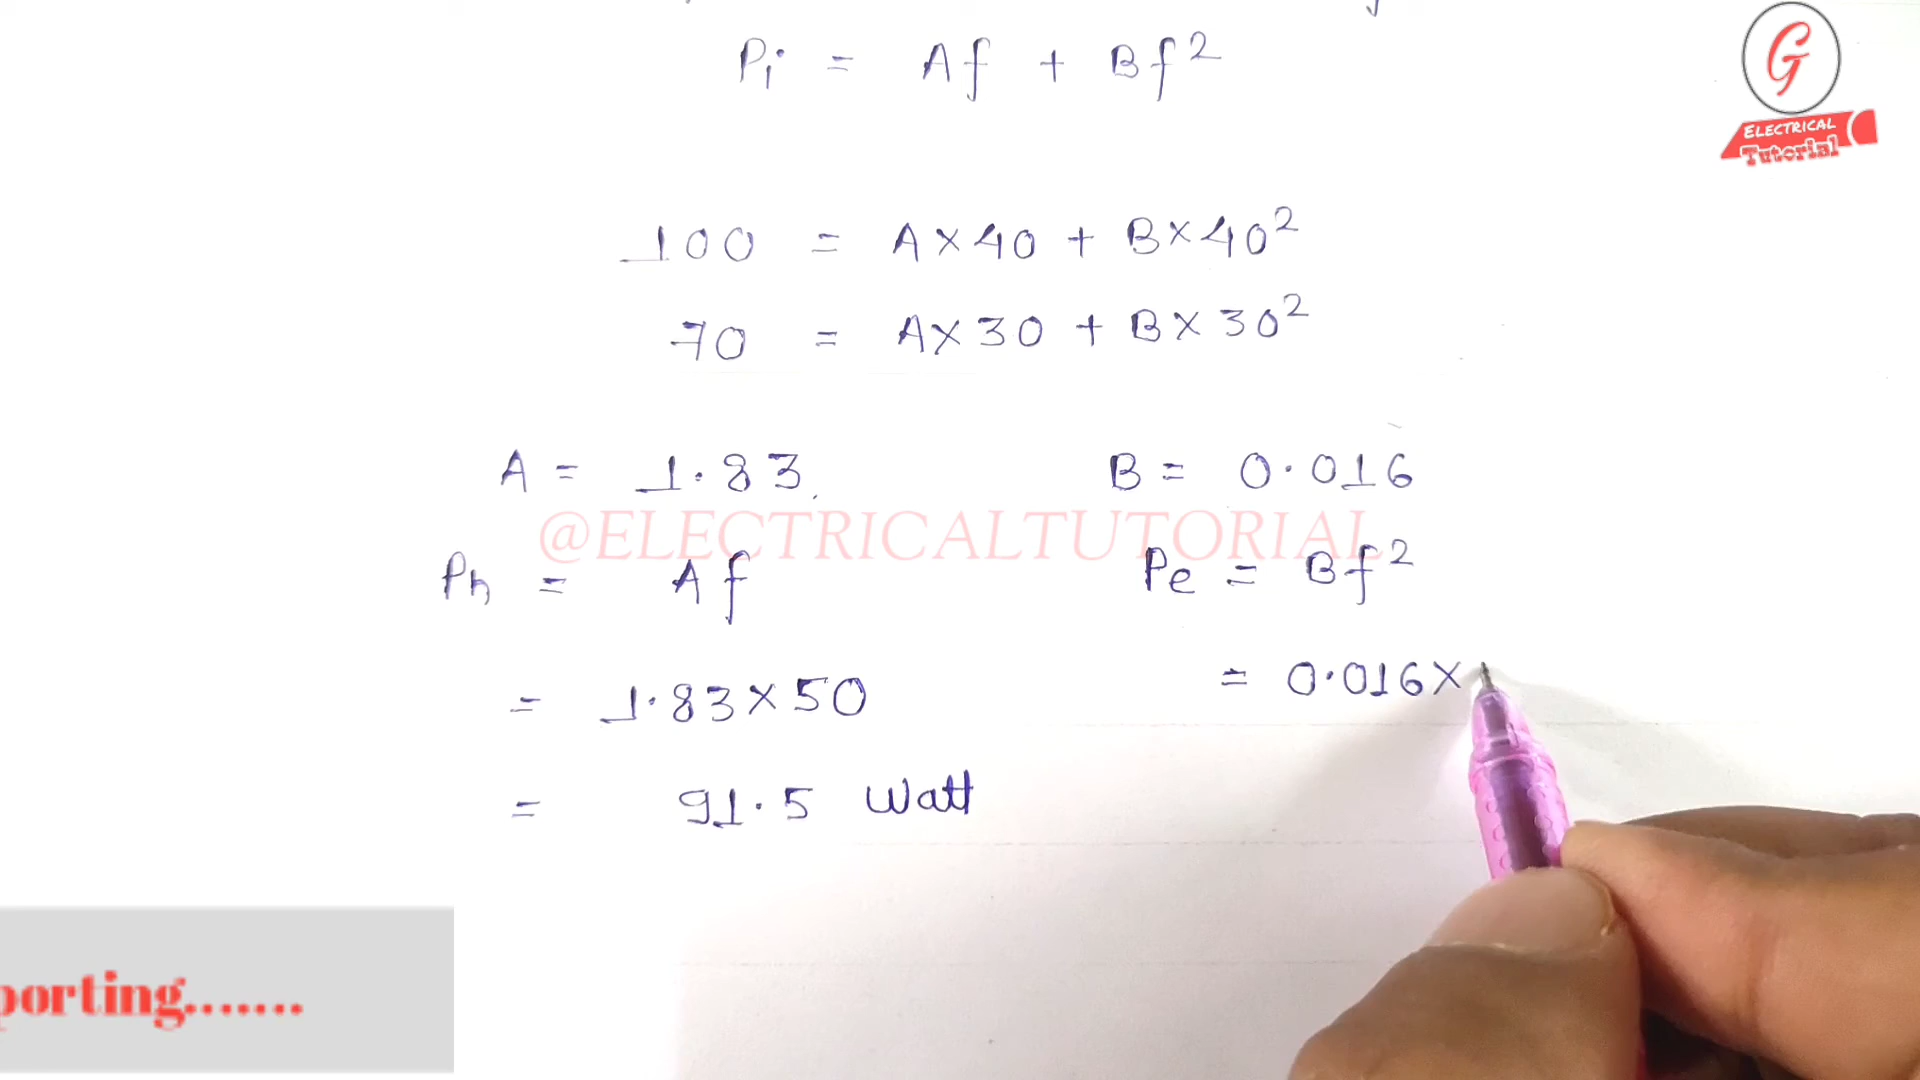 Pi = Af + Bf²
G
ELECTRICAL
Tutorial
100 = A×40 + B×40²
70 = A×30 + B×30²
A = 1.83 B = 0.016
@ELECTRICALTUTORIAL
Ph = Af Pe = Bf²
= 1.83×50 = 0.016×
= 91.5 Watt
porting.......